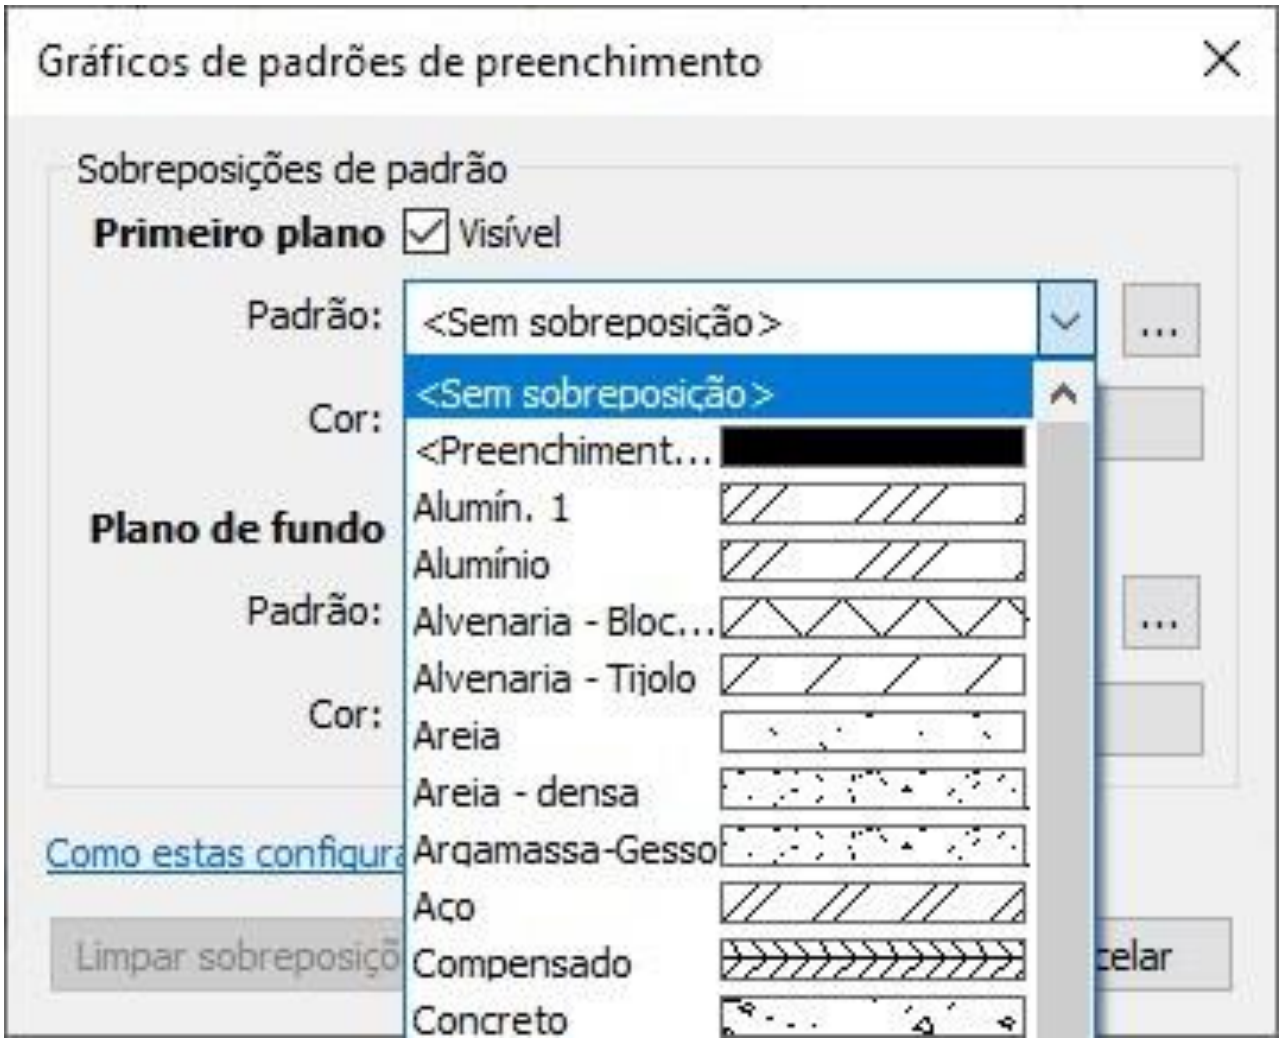 Gráficos de padrões de preenchimento
Sobreposições de padrão
Primeiro plano Visível
Padrão: <Sem sobreposição> ...
<Sem sobreposição>
Cor:
<Preenchiment...
Alumín. 1
Plano de fundo
Alumínio
Padrão: ...
Alvenaria - Bloc...
Alvenaria - Tijolo
Cor:
Areia
Areia - densa
Como estas configura
Argamassa-Gesso
Aço
Limpar sobreposiçõ
Compensado
celar
Concreto